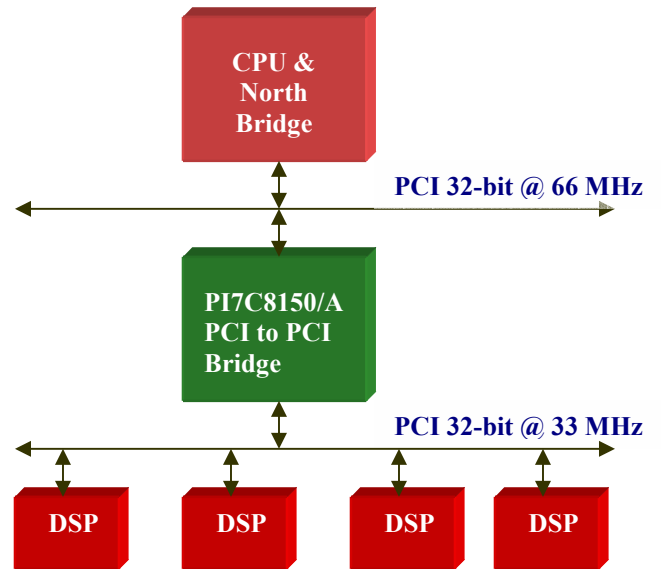 CPU &
North
Bridge
PCI 32-bit @ 66 MHz
PI7C8150/A
PCI to PCI
Bridge
PCI 32-bit @ 33 MHz
DSP DSP DSP DSP